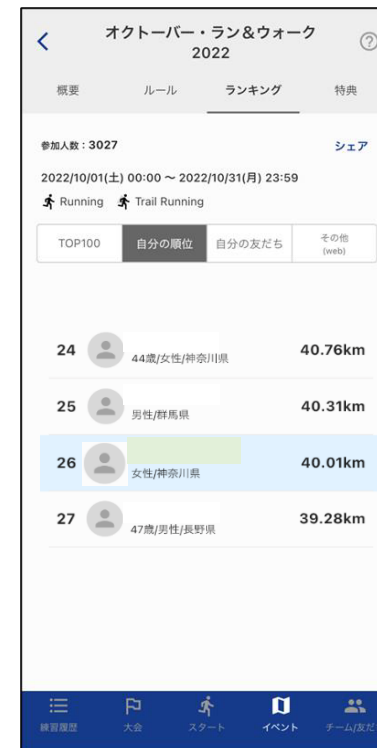 オクトーバー・ラン＆ウォーク
2022
概要 ルール ランキング 特典
参加人数：3027 シェア
2022/10/01(土) 00:00 ～ 2022/10/31(月) 23:59
Running Trail Running
TOP100 自分の順位 自分の友だち その他
(web)
24 44歳/女性/神奈川県 40.76km
25 男性/群馬県 40.31km
26 女性/神奈川県 40.01km
27 47歳/男性/長野県 39.28km
練習履歴 大会 スタート イベント チーム/友だ